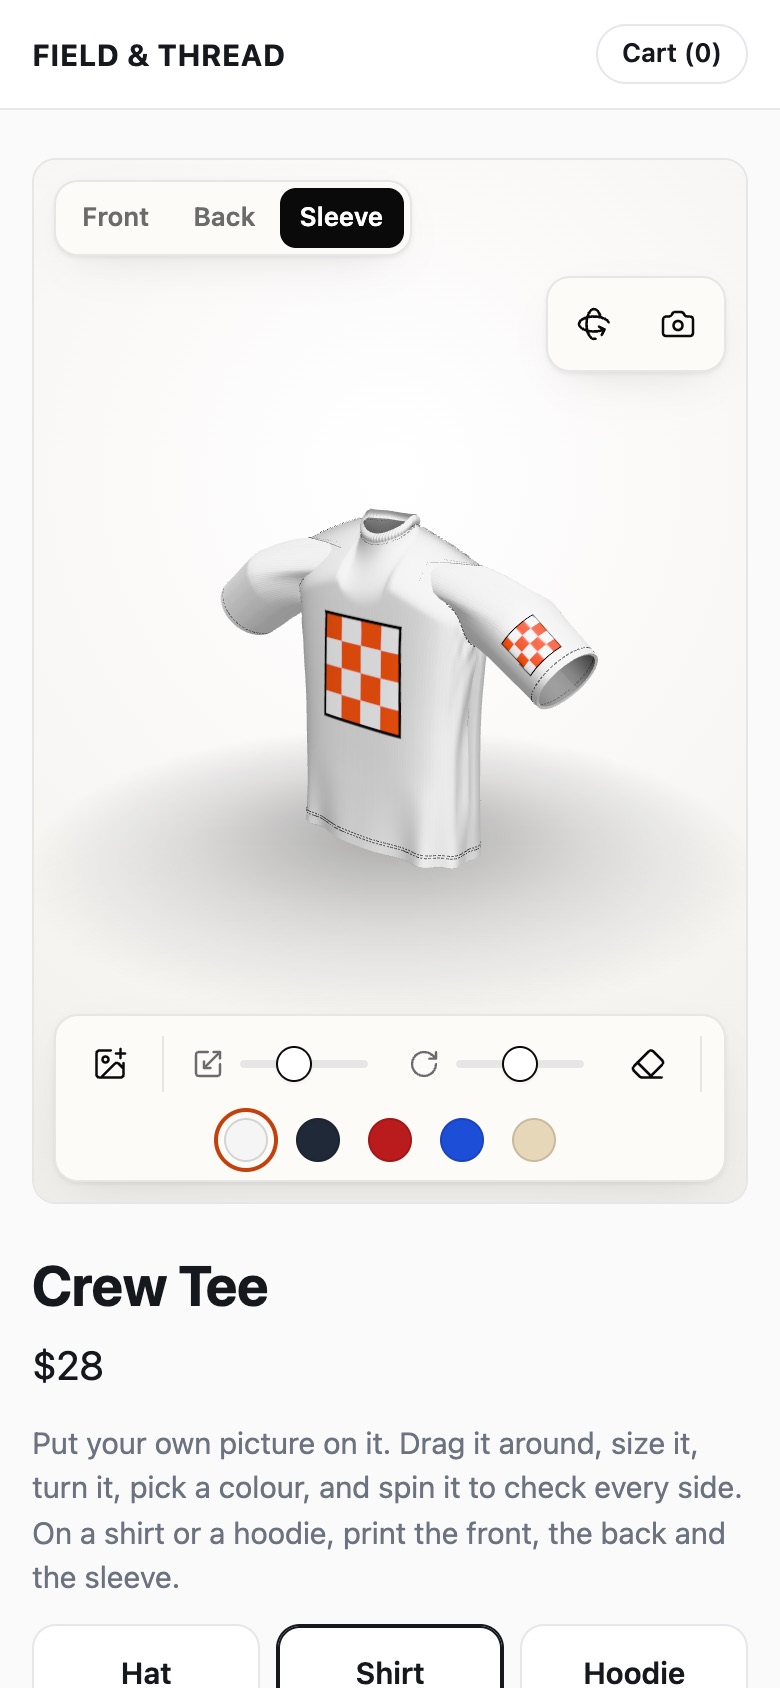 FIELD & THREAD
Cart (0)
Front
Back
Sleeve
Crew Tee
$28
Put your own picture on it. Drag it around, size it,
turn it, pick a colour, and spin it to check every side.
On a shirt or a hoodie, print the front, the back and
the sleeve.
Hat
Shirt
Hoodie